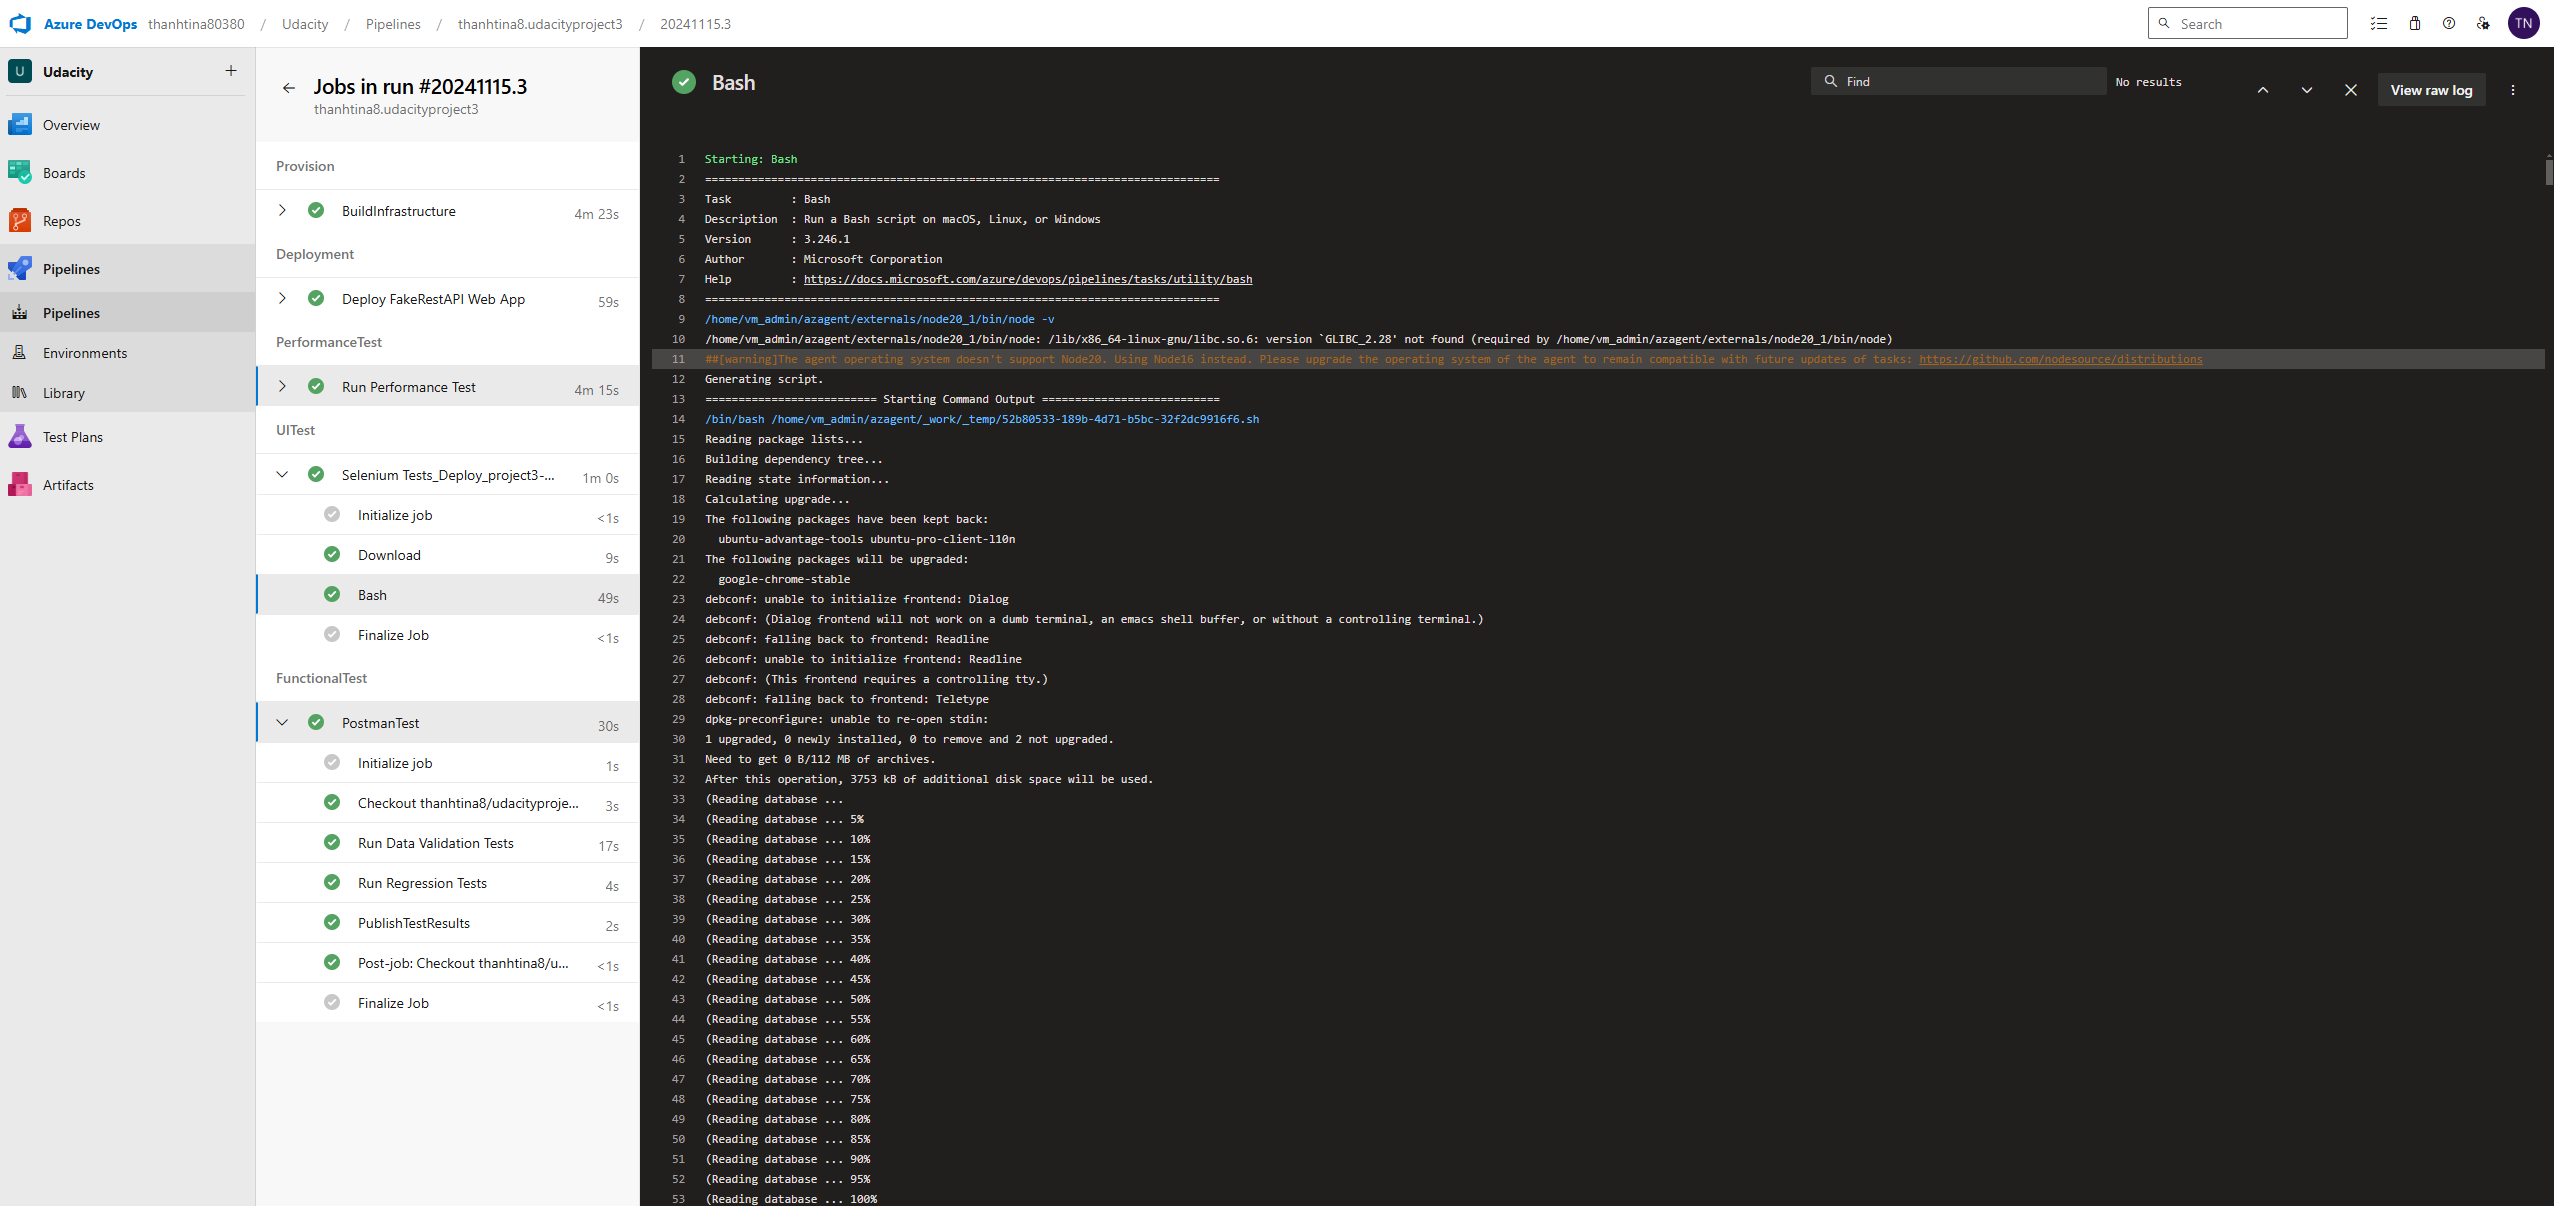 Azure DevOps thanhtina80380 / Udacity / Pipelines / thanhtina8.udacityproject3 / 20241115.3
Search
TN
U Udacity +
Overview
Boards
Repos
Pipelines
Pipelines
Environments
Library
Test Plans
Artifacts
Jobs in run #20241115.3
thanhtina8.udacityproject3
Provision
BuildInfrastructure 4m 23s
Deployment
Deploy FakeRestAPI Web App 59s
PerformanceTest
Run Performance Test 4m 15s
UITest
Selenium Tests_Deploy_project3-... 1m 0s
Initialize job <1s
Download 9s
Bash 49s
Finalize Job <1s
FunctionalTest
PostmanTest 30s
Initialize job 1s
Checkout thanhtina8/udacityproje... 3s
Run Data Validation Tests 17s
Run Regression Tests 4s
PublishTestResults 2s
Post-job: Checkout thanhtina8/u... <1s
Finalize Job <1s
Bash
Find
No results
View raw log
1 Starting: Bash
2 ==============================================================================
3 Task         : Bash
4 Description  : Run a Bash script on macOS, Linux, or Windows
5 Version      : 3.246.1
6 Author       : Microsoft Corporation
7 Help         : https://docs.microsoft.com/azure/devops/pipelines/tasks/utility/bash
8 ==============================================================================
9 /home/vm_admin/azagent/externals/node20_1/bin/node -v
10 /home/vm_admin/azagent/externals/node20_1/bin/node: /lib/x86_64-linux-gnu/libc.so.6: version `GLIBC_2.28' not found (required by /home/vm_admin/azagent/externals/node20_1/bin/node)
11 ##[warning]The agent operating system doesn't support Node20. Using Node16 instead. Please upgrade the operating system of the agent to remain compatible with future updates of tasks: https://github.com/nodesource/distributions
12 Generating script.
13 ========================== Starting Command Output ===========================
14 /bin/bash /home/vm_admin/azagent/_work/_temp/52b80533-189b-4d71-b5bc-32f2dc9916f6.sh
15 Reading package lists...
16 Building dependency tree...
17 Reading state information...
18 Calculating upgrade...
19 The following packages have been kept back:
20   ubuntu-advantage-tools ubuntu-pro-client-l10n
21 The following packages will be upgraded:
22   google-chrome-stable
23 debconf: unable to initialize frontend: Dialog
24 debconf: (Dialog frontend will not work on a dumb terminal, an emacs shell buffer, or without a controlling terminal.)
25 debconf: falling back to frontend: Readline
26 debconf: unable to initialize frontend: Readline
27 debconf: (This frontend requires a controlling tty.)
28 debconf: falling back to frontend: Teletype
29 dpkg-preconfigure: unable to re-open stdin:
30 1 upgraded, 0 newly installed, 0 to remove and 2 not upgraded.
31 Need to get 0 B/112 MB of archives.
32 After this operation, 3753 kB of additional disk space will be used.
33 (Reading database ...
34 (Reading database ... 5%
35 (Reading database ... 10%
36 (Reading database ... 15%
37 (Reading database ... 20%
38 (Reading database ... 25%
39 (Reading database ... 30%
40 (Reading database ... 35%
41 (Reading database ... 40%
42 (Reading database ... 45%
43 (Reading database ... 50%
44 (Reading database ... 55%
45 (Reading database ... 60%
46 (Reading database ... 65%
47 (Reading database ... 70%
48 (Reading database ... 75%
49 (Reading database ... 80%
50 (Reading database ... 85%
51 (Reading database ... 90%
52 (Reading database ... 95%
53 (Reading database ... 100%